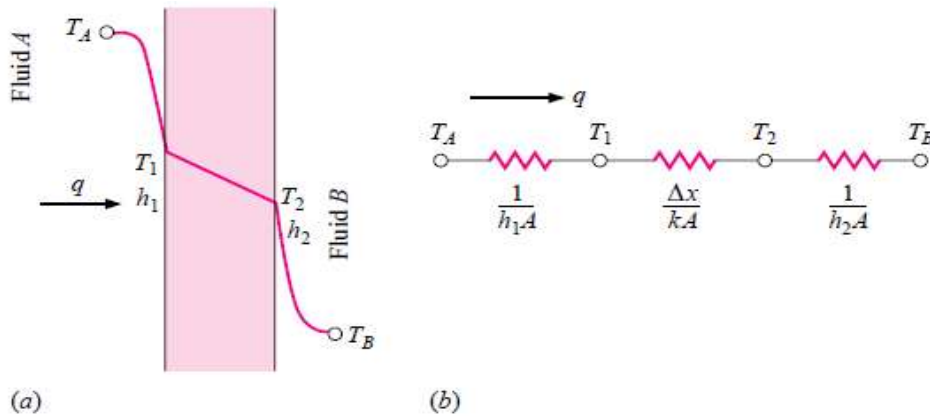 Fluid A
T_A
T_1
h_1
q
T_2
h_2
Fluid B
T_B
(a)
q
T_A T_1 T_2 T_B
1/h_1A Δx/kA 1/h_2A
(b)